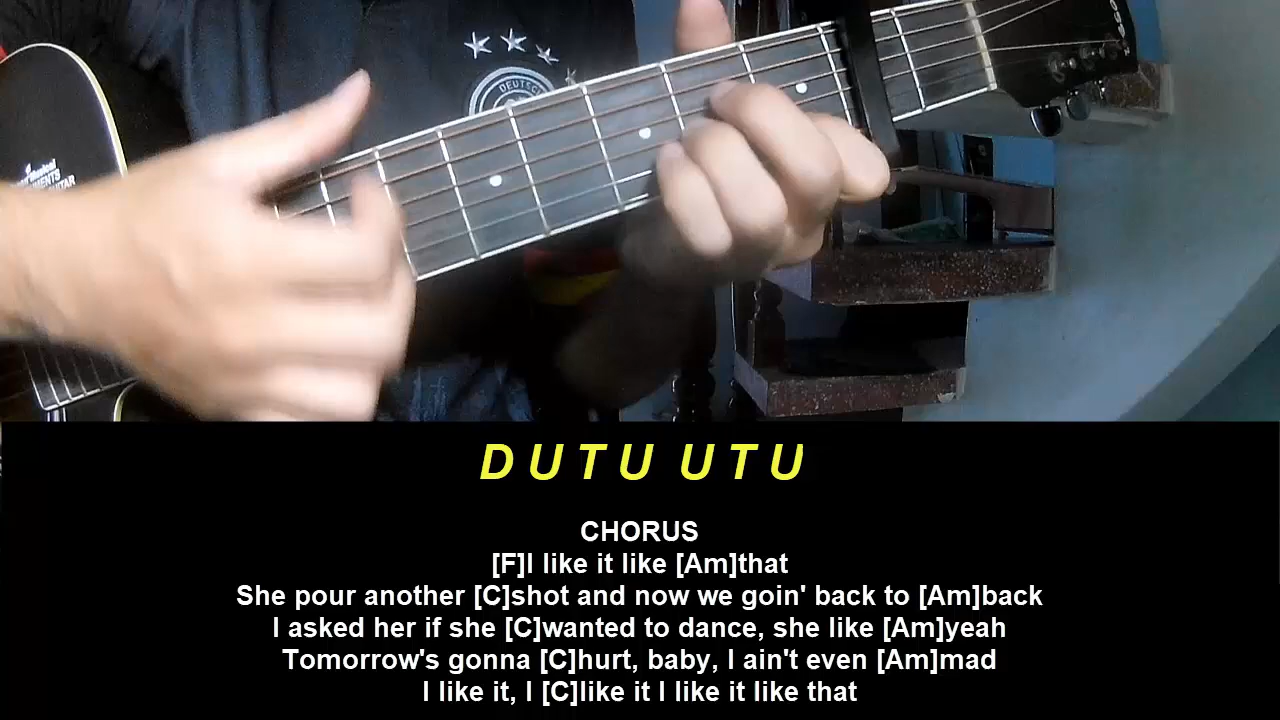 DEUTSC
D U T U U T U
CHORUS
[F]I like it like [Am]that
She pour another [C]shot and now we goin' back to [Am]back
I asked her if she [C]wanted to dance, she like [Am]yeah
Tomorrow's gonna [C]hurt, baby, I ain't even [Am]mad
I like it, I [C]like it I like it like that